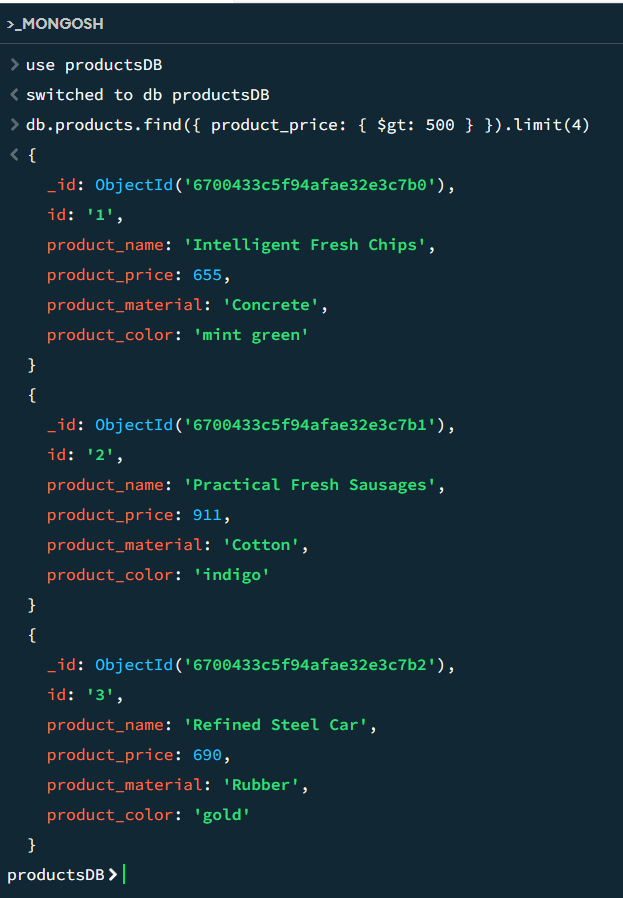 >_MONGOSH
> use productsDB
< switched to db productsDB
> db.products.find({ product_price: { $gt: 500 } }).limit(4)
< {
_id: ObjectId('6700433c5f94afae32e3c7b0'),
id: '1',
product_name: 'Intelligent Fresh Chips',
product_price: 655,
product_material: 'Concrete',
product_color: 'mint green'
}
{
_id: ObjectId('6700433c5f94afae32e3c7b1'),
id: '2',
product_name: 'Practical Fresh Sausages',
product_price: 911,
product_material: 'Cotton',
product_color: 'indigo'
}
{
_id: ObjectId('6700433c5f94afae32e3c7b2'),
id: '3',
product_name: 'Refined Steel Car',
product_price: 690,
product_material: 'Rubber',
product_color: 'gold'
}
productsDB>